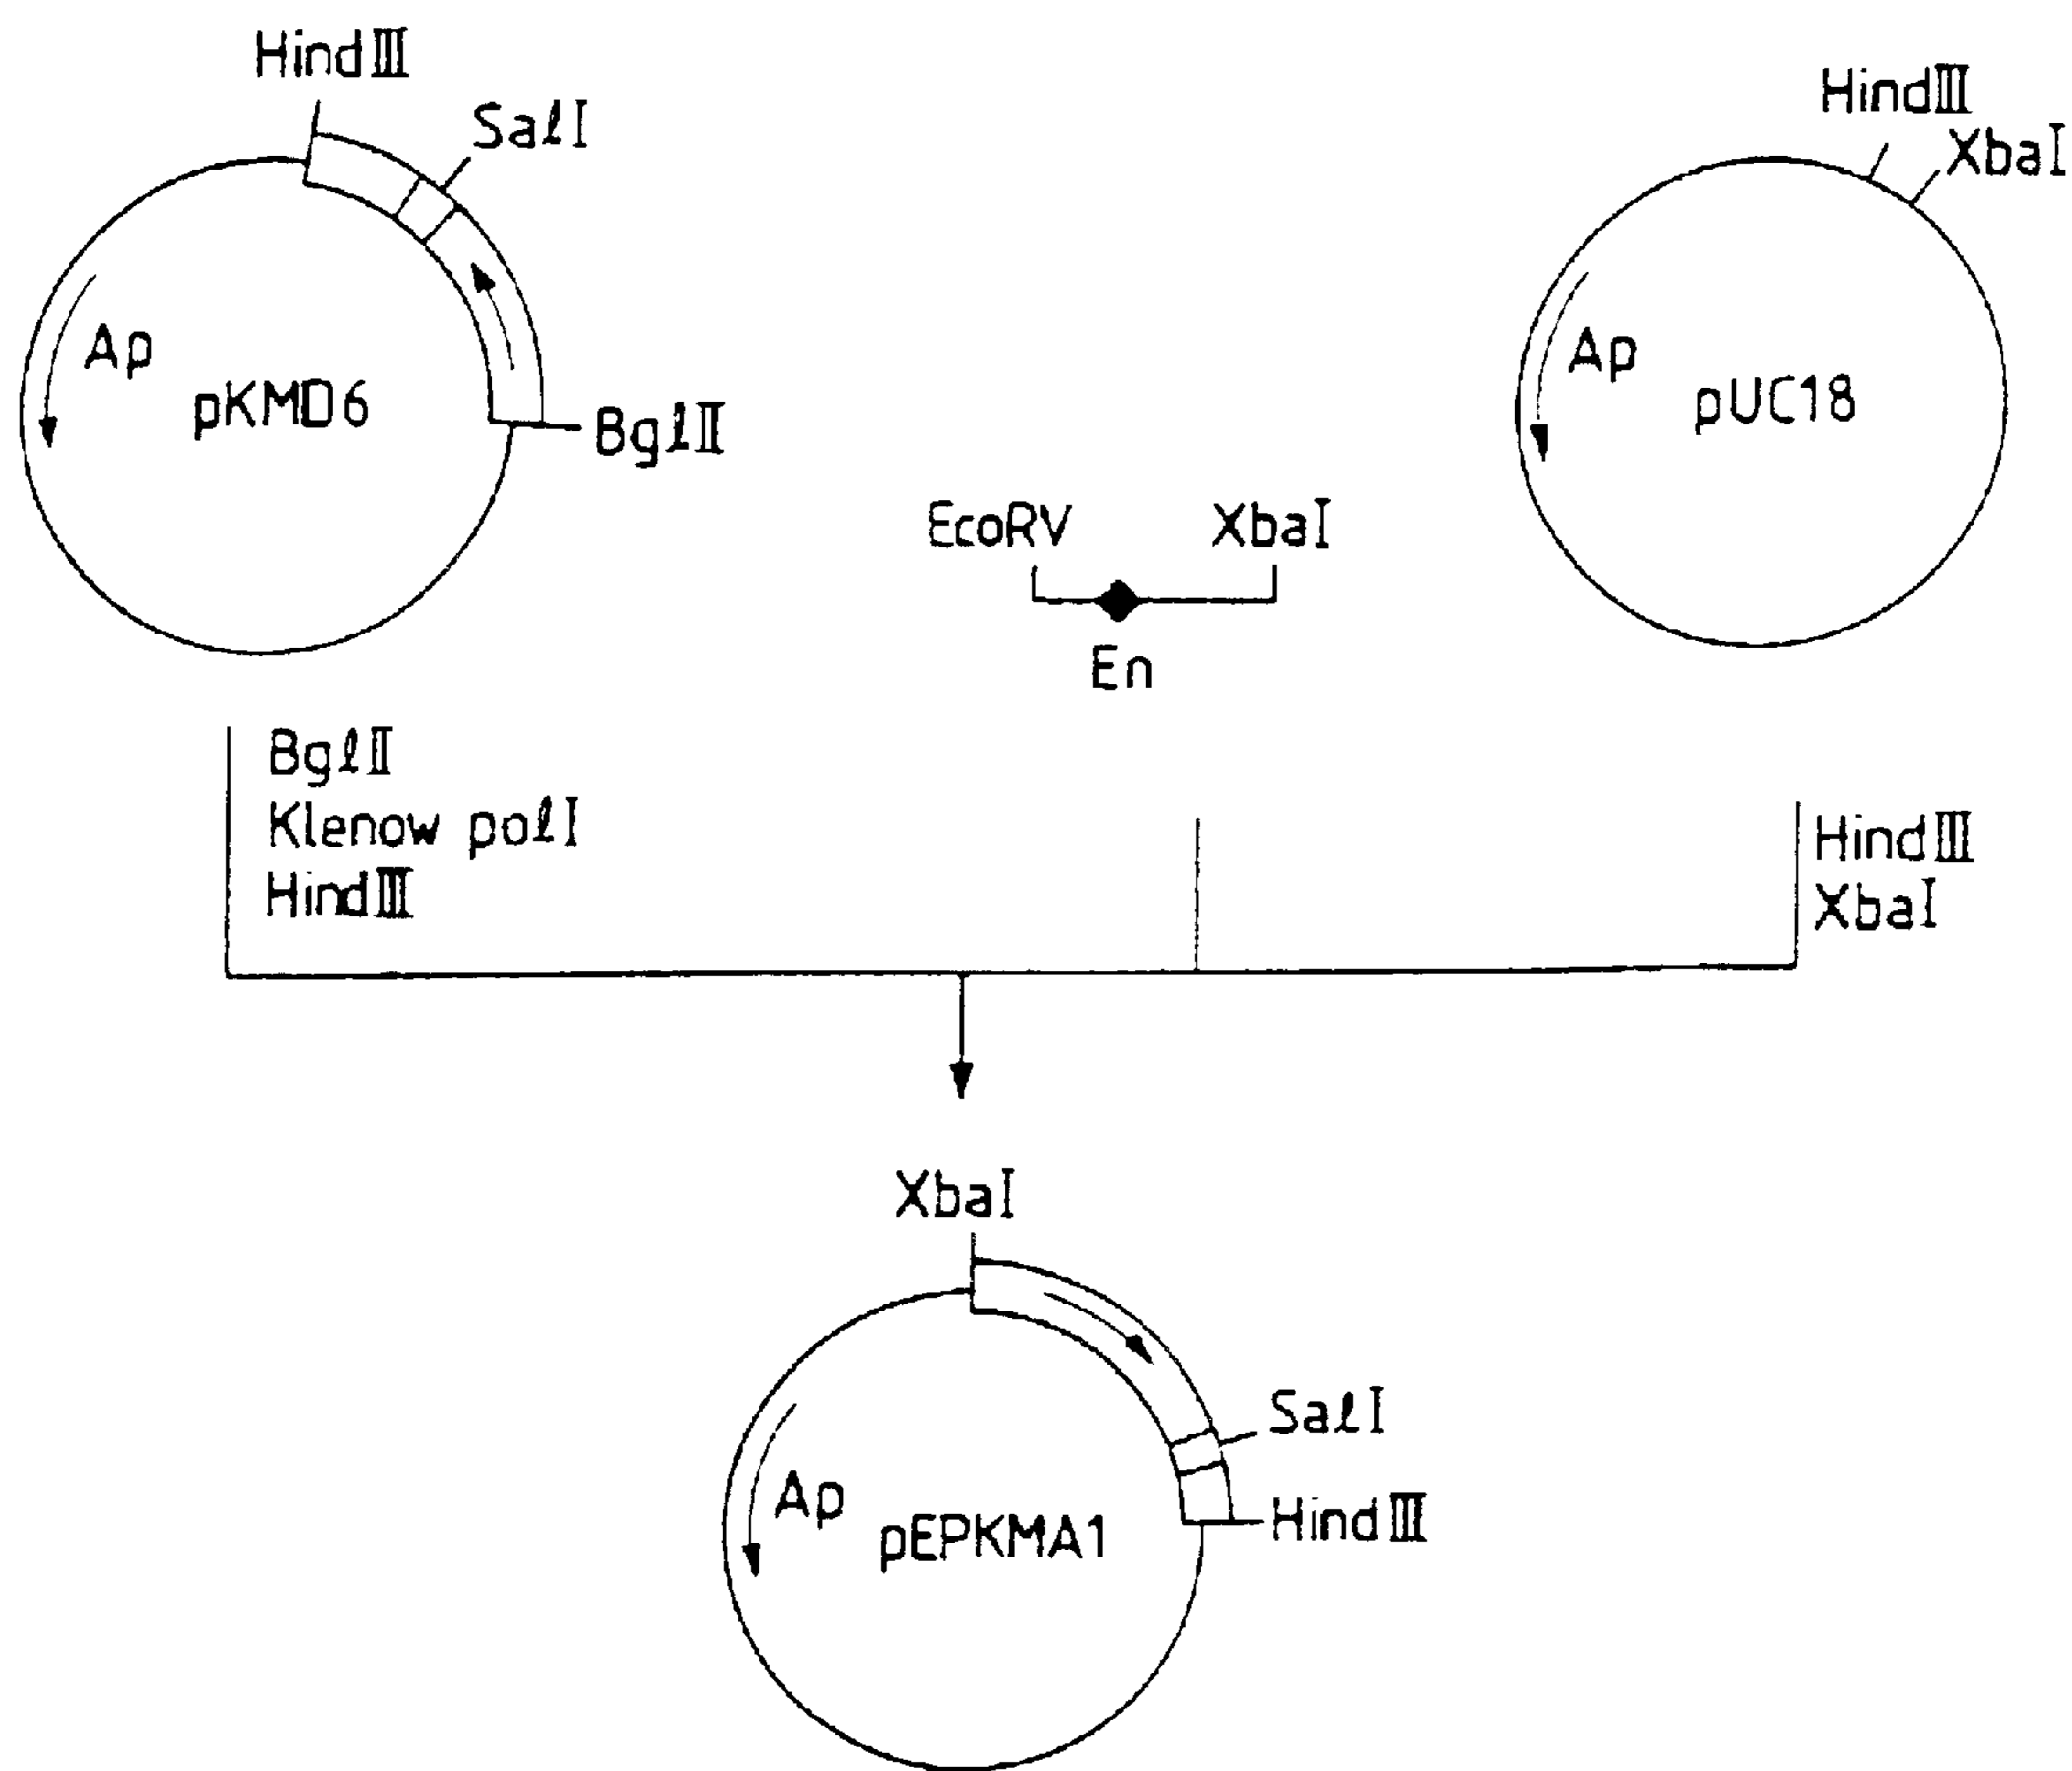 HindIII
SalI
Ap
pKMD6
BglII
HindIII
XbaI
Ap
pUC18
EcoRV XbaI
En
BglII
Klenow polI
HindIII
HindIII
XbaI
XbaI
SalI
Ap
pEPKMA1
HindIII